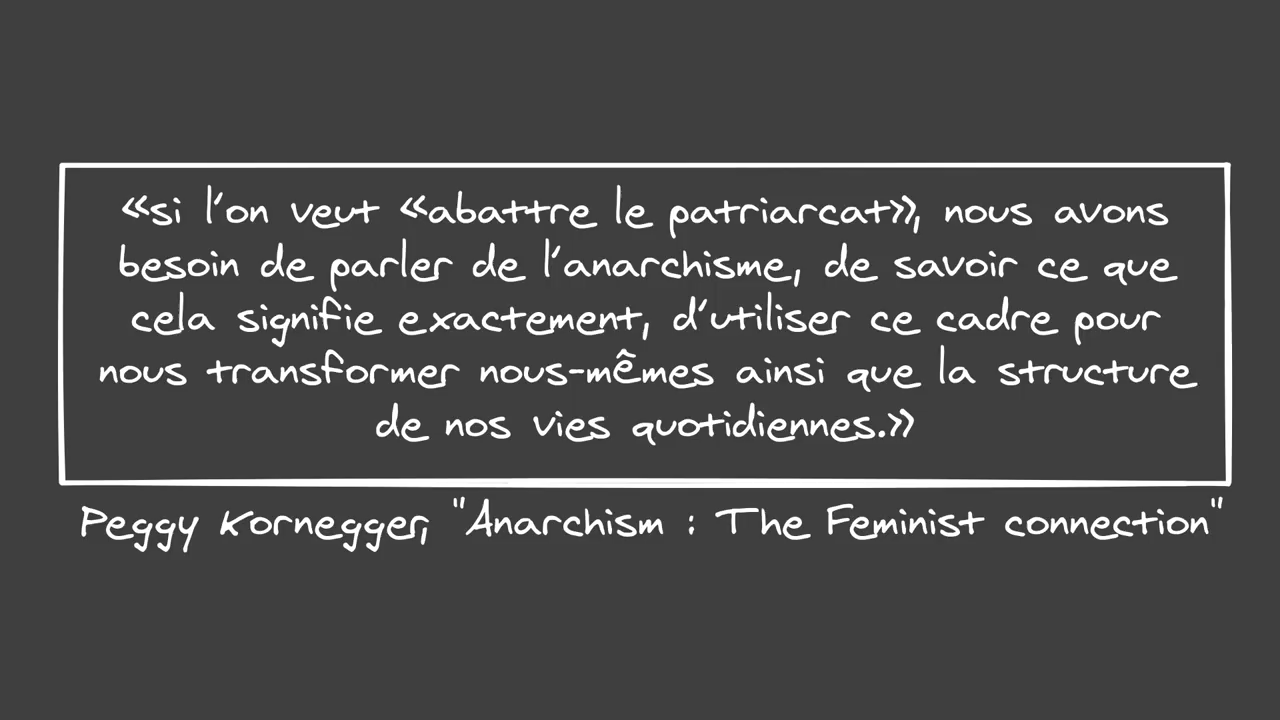 «si l'on veut «abattre le patriarcat», nous avons
besoin de parler de l'anarchisme, de savoir ce que
cela signifie exactement, d'utiliser ce cadre pour
nous transformer nous-mêmes ainsi que la structure
de nos vies quotidiennes.»
Peggy Kornegger, "Anarchism : The Feminist connection"